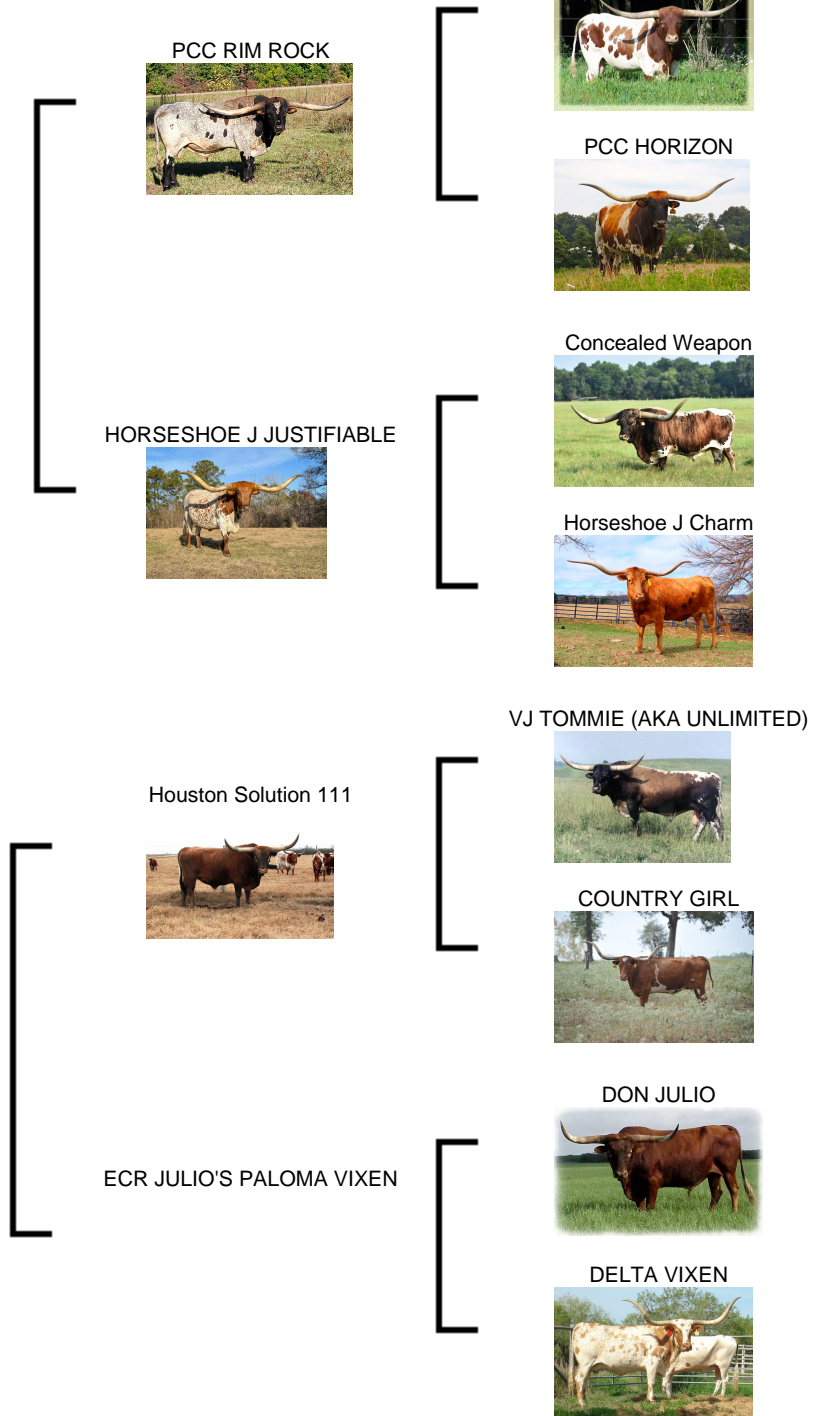 PCC RIM ROCK
PCC HORIZON
Concealed Weapon
HORSESHOE J JUSTIFIABLE
Horseshoe J Charm
VJ TOMMIE (AKA UNLIMITED)
Houston Solution 111
COUNTRY GIRL
DON JULIO
ECR JULIO'S PALOMA VIXEN
DELTA VIXEN